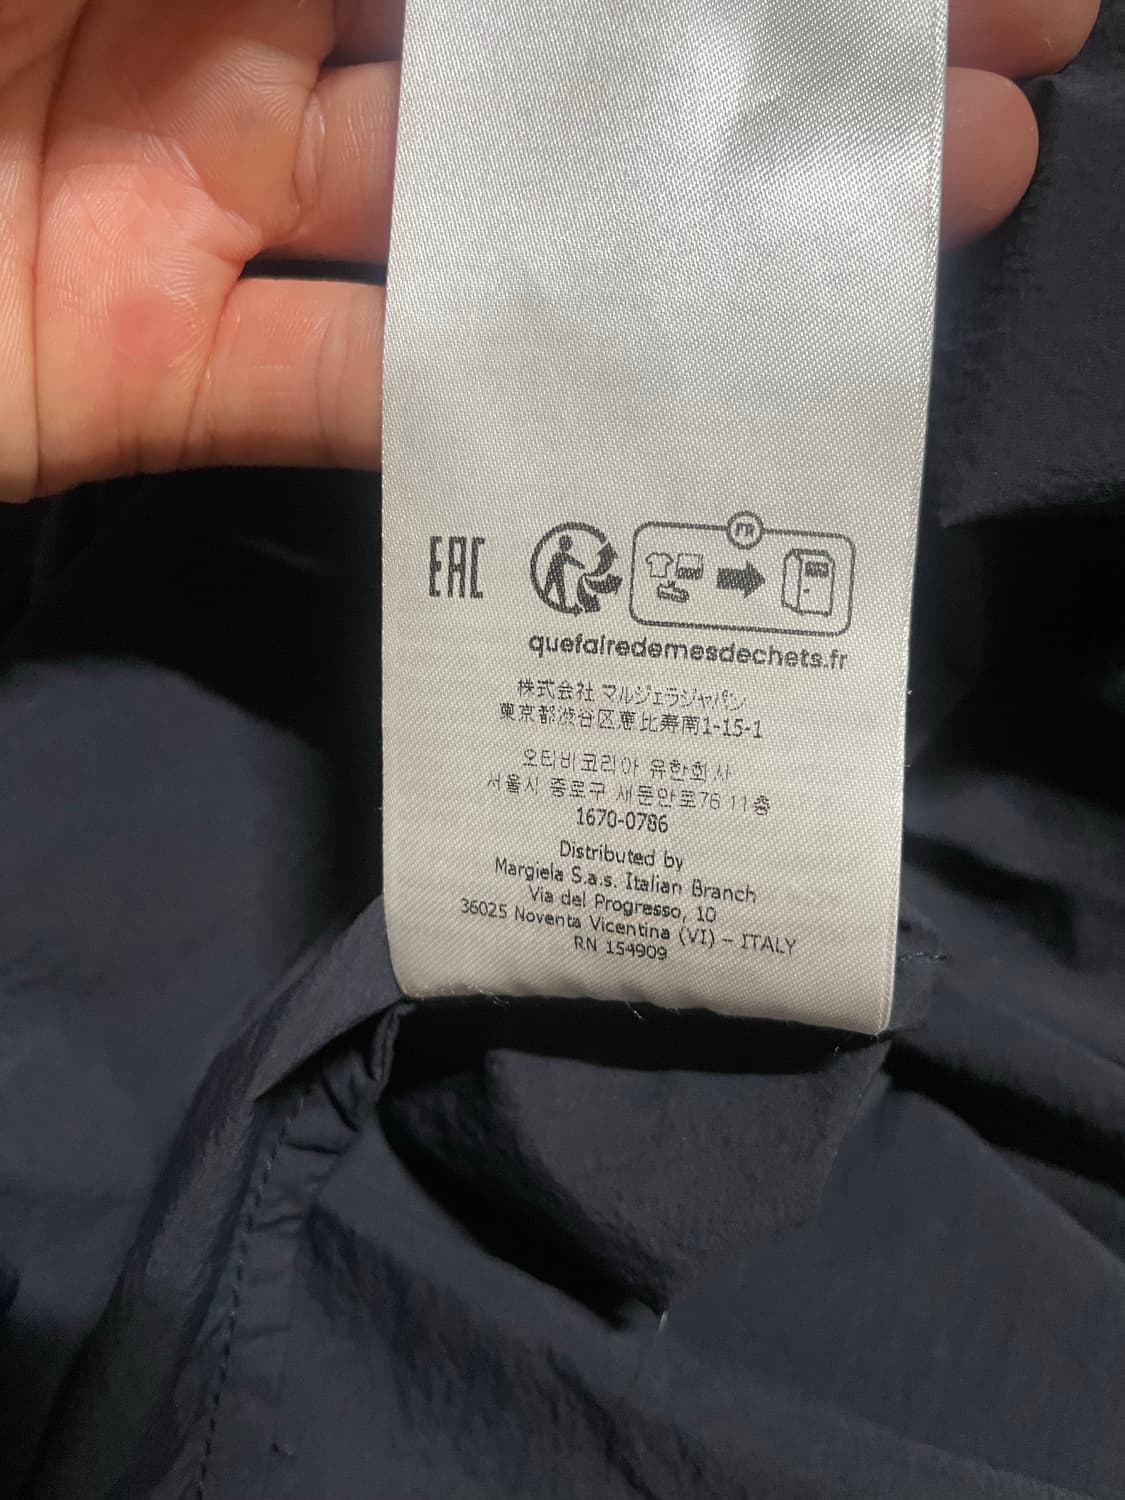 EAC
FR
quefairedemesdechets.fr
株式会社 マルジェラジャパン
東京都渋谷区恵比寿南1-15-1
오티비코리아 유한회사
서울시 종로구 새문안로76 11층
1670-0786
Distributed by
Margiela S.a.s. Italian Branch
Via del Progresso, 10
36025 Noventa Vicentina (VI) – ITALY
RN 154909